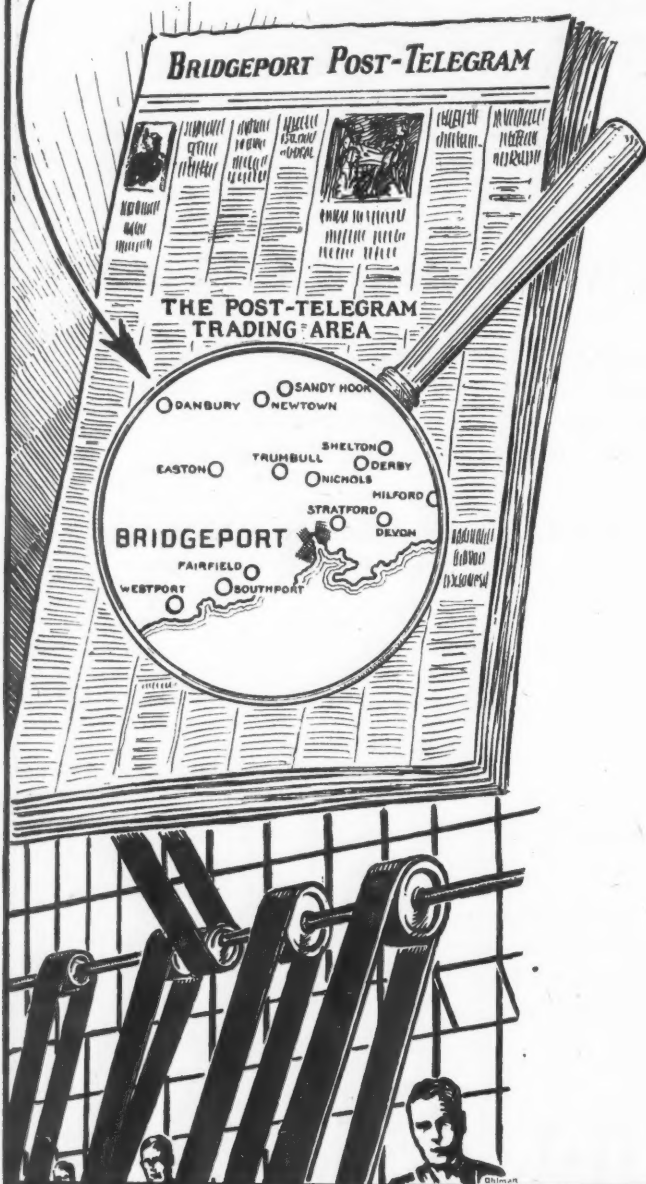 BRIDGEPORT POST-TELEGRAM
THE POST-TELEGRAM
TRADING AREA
SANDY HOOK
DANBURY
NEWTOWN
SHELTON
EASTON
TRUMBULL
DERBY
NICHOLS
MILFORD
STRATFORD
DEVON
BRIDGEPORT
FAIRFIELD
WESTPORT
SOUTHPORT
Ohlman